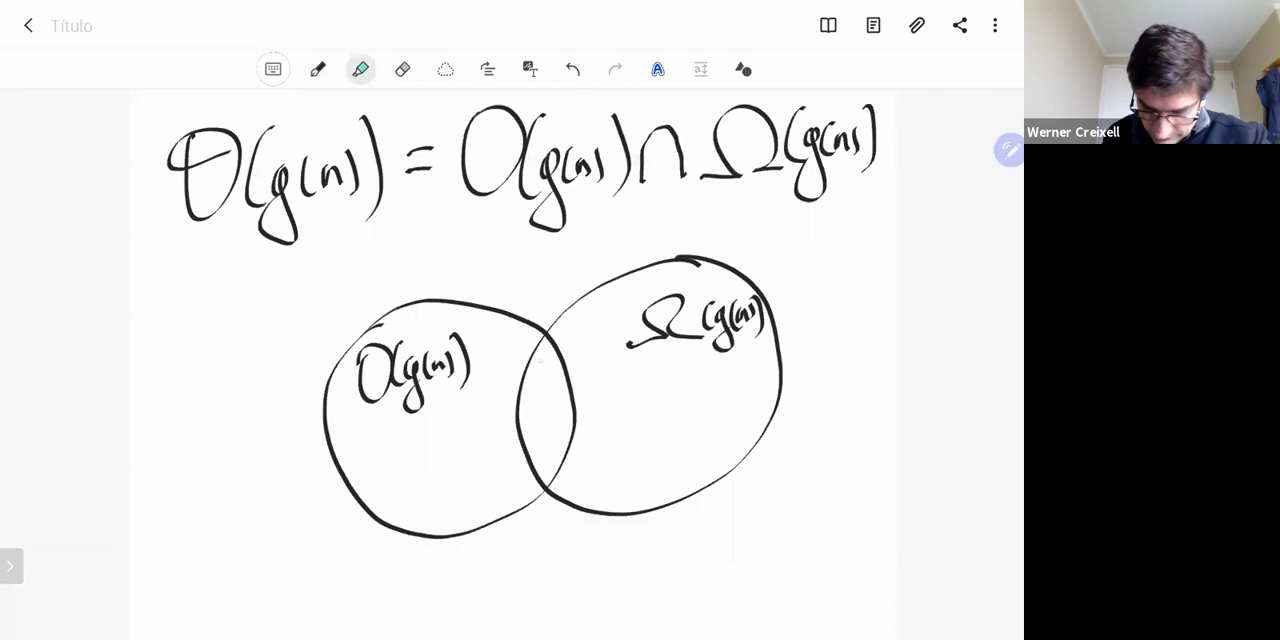 Título
Θ(g(n)) = O(g(n)) ∩ Ω(g(n))
Werner Creixell
Ω(g(n))
O(g(n))